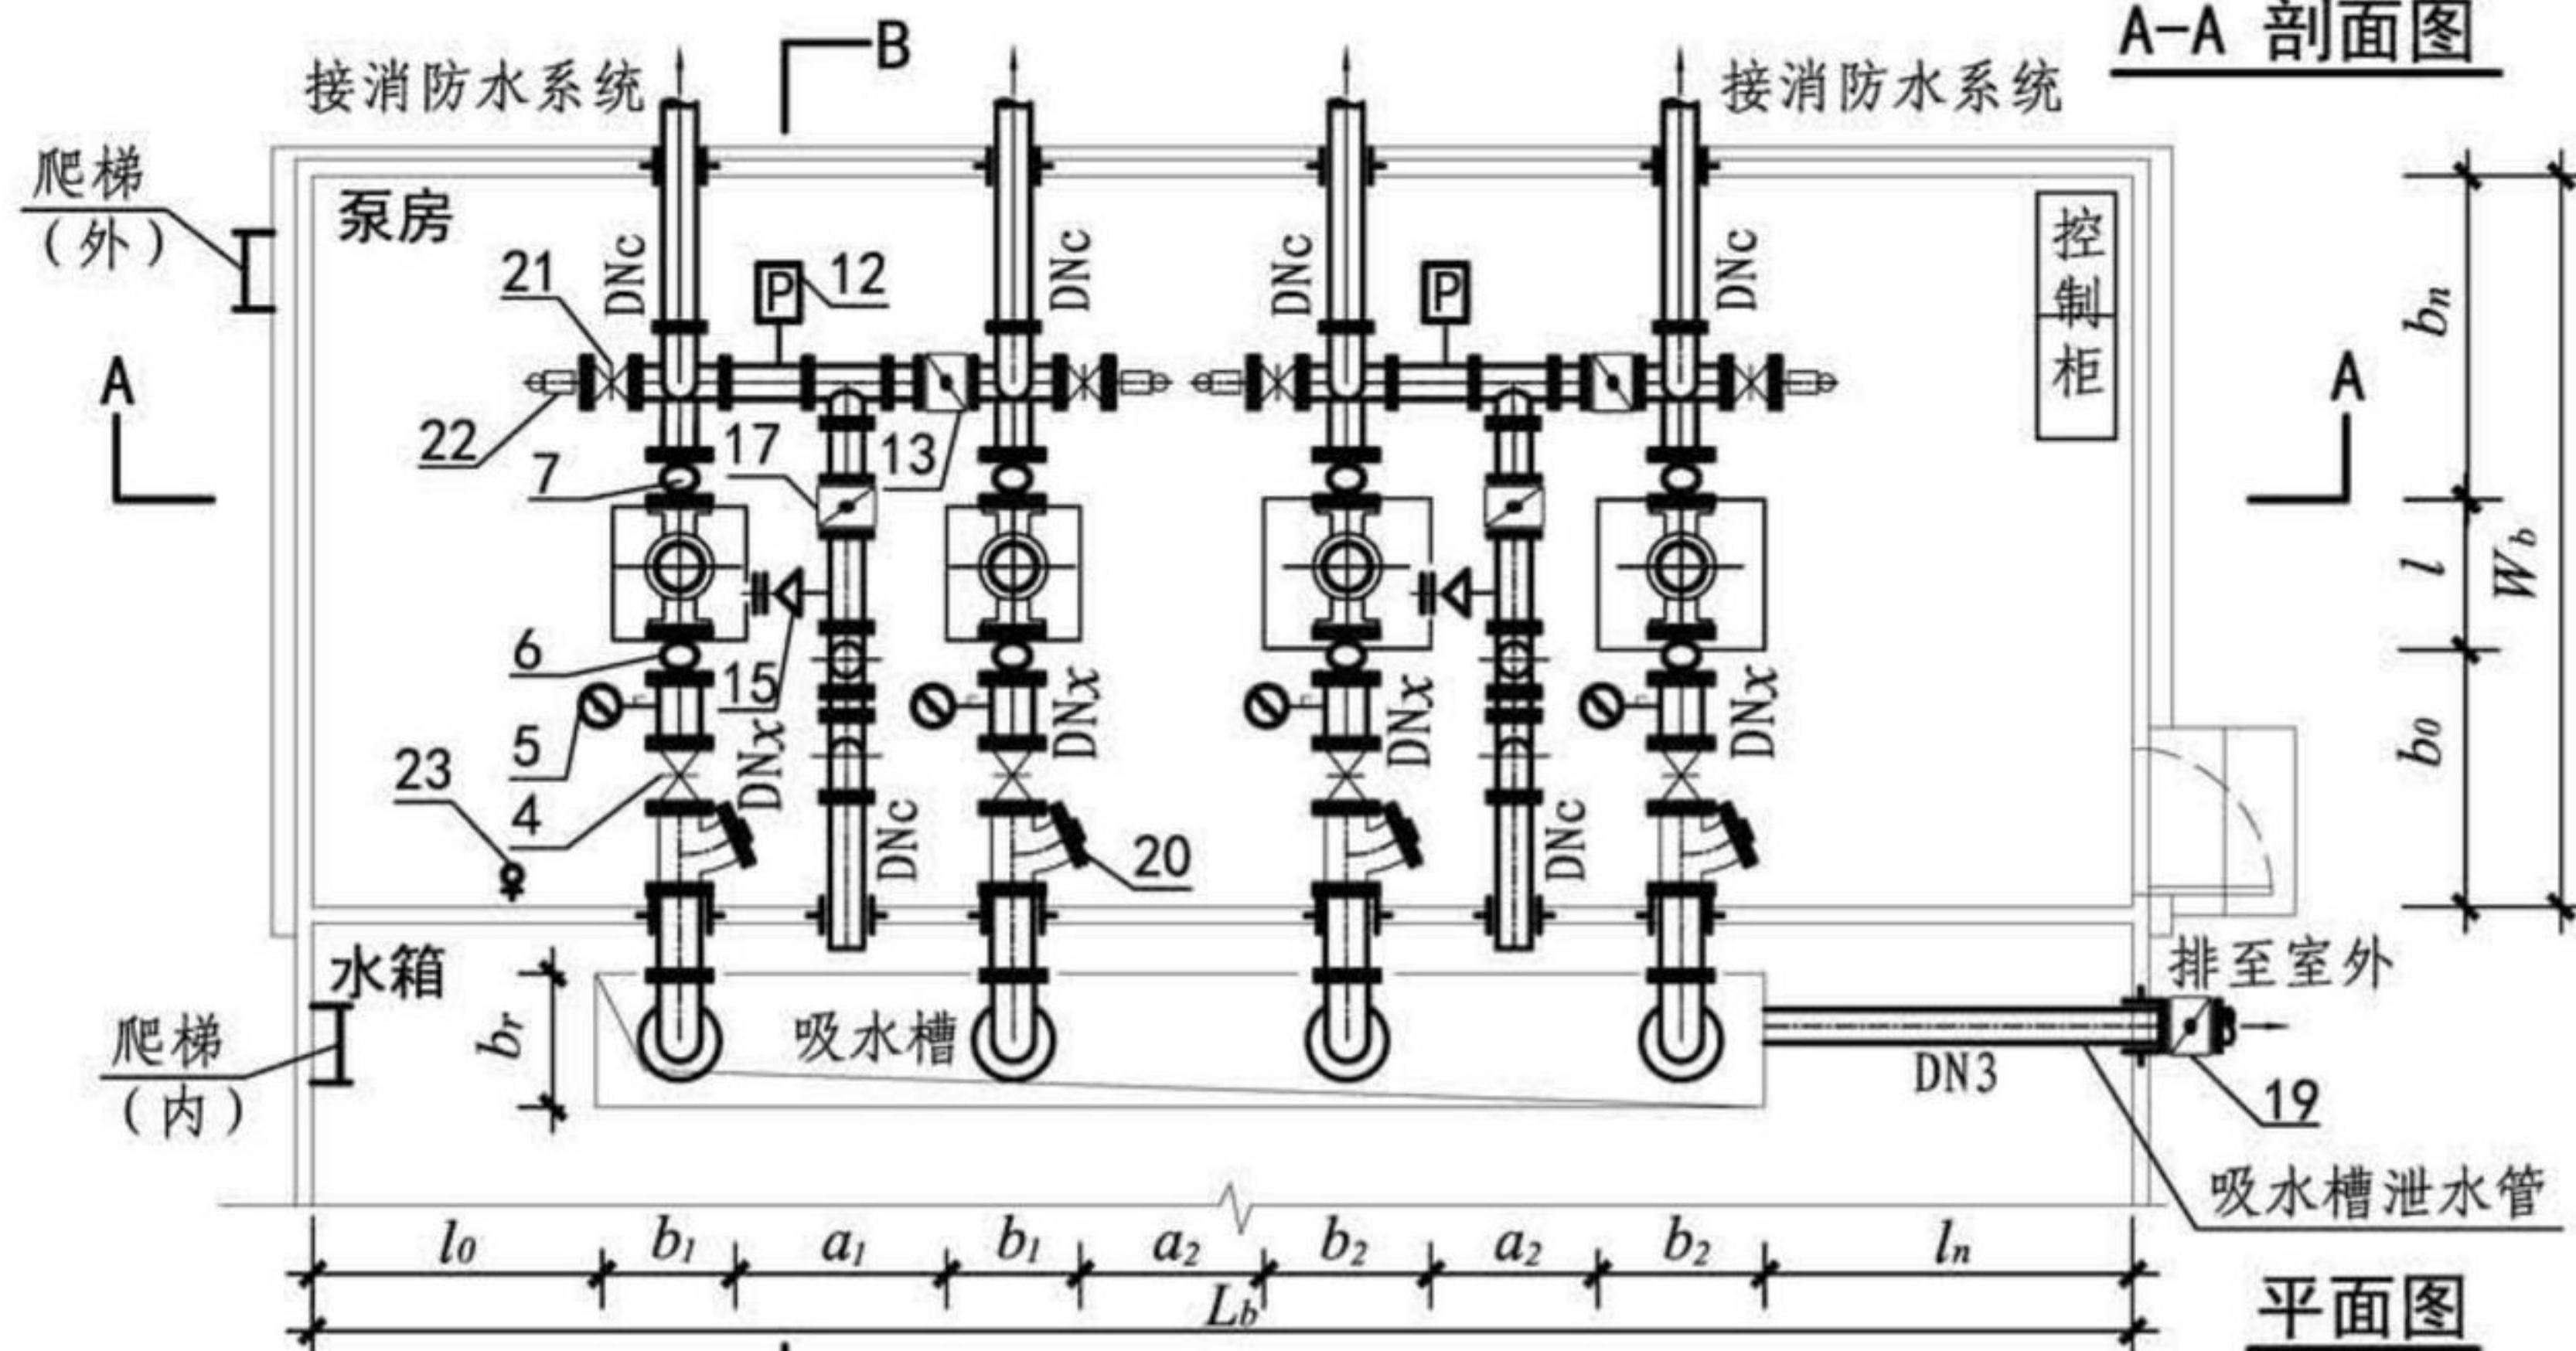 A-A 剖面图
B
接消防水系统
接消防水系统
爬梯
（外）
泵房
控制柜
21
DNc
P
12
DNc
DNc
P
DNc
bn
A
A
22
7
17
13
l
Wb
6
15
5
DNx
DNx
DNx
DNx
b0
23
4
DNc
20
DNc
水箱
排至室外
br
吸水槽
爬梯
（内）
DN3
19
吸水槽泄水管
l0
b1
a1
b1
a2
b2
a2
b2
ln
Lb
平面图